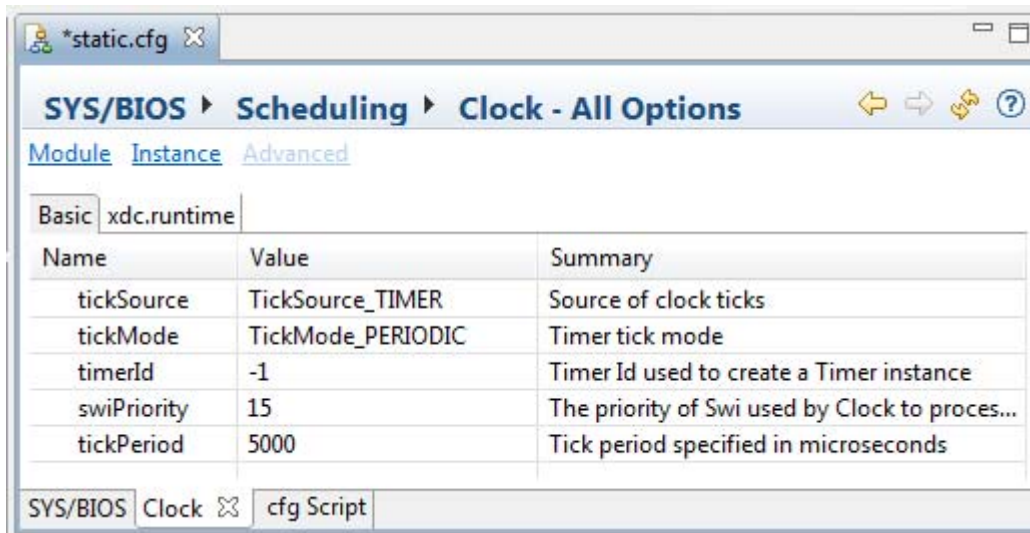 *static.cfg
SYS/BIOS Scheduling Clock - All Options
Module Instance Advanced
Basic xdc.runtime
Name Value Summary
tickSource TickSource_TIMER Source of clock ticks
tickMode TickMode_PERIODIC Timer tick mode
timerId -1 Timer Id used to create a Timer instance
swiPriority 15 The priority of Swi used by Clock to proces...
tickPeriod 5000 Tick period specified in microseconds
SYS/BIOS Clock cfg Script